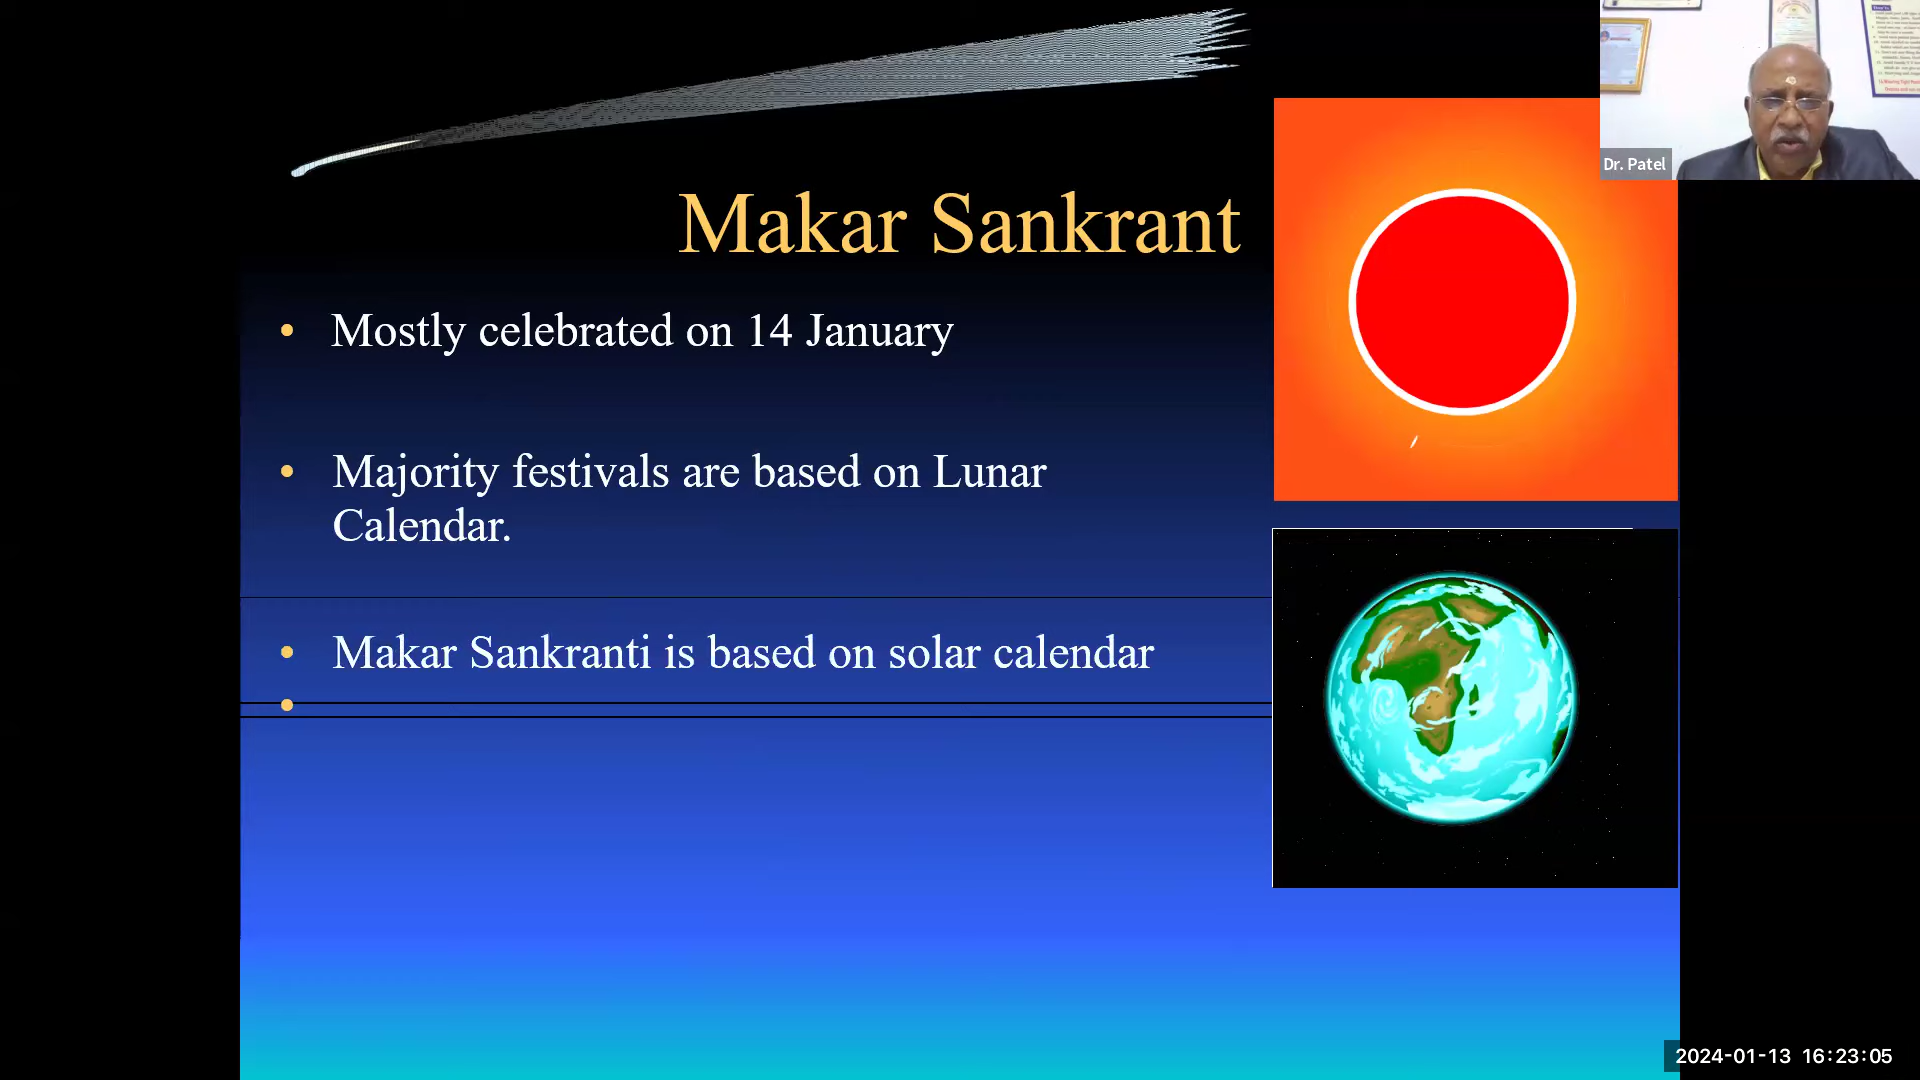 Dr. Patel
Makar Sankrant
• Mostly celebrated on 14 January
• Majority festivals are based on Lunar
Calendar.
• Makar Sankranti is based on solar calendar
•
2024-01-13 16:23:05